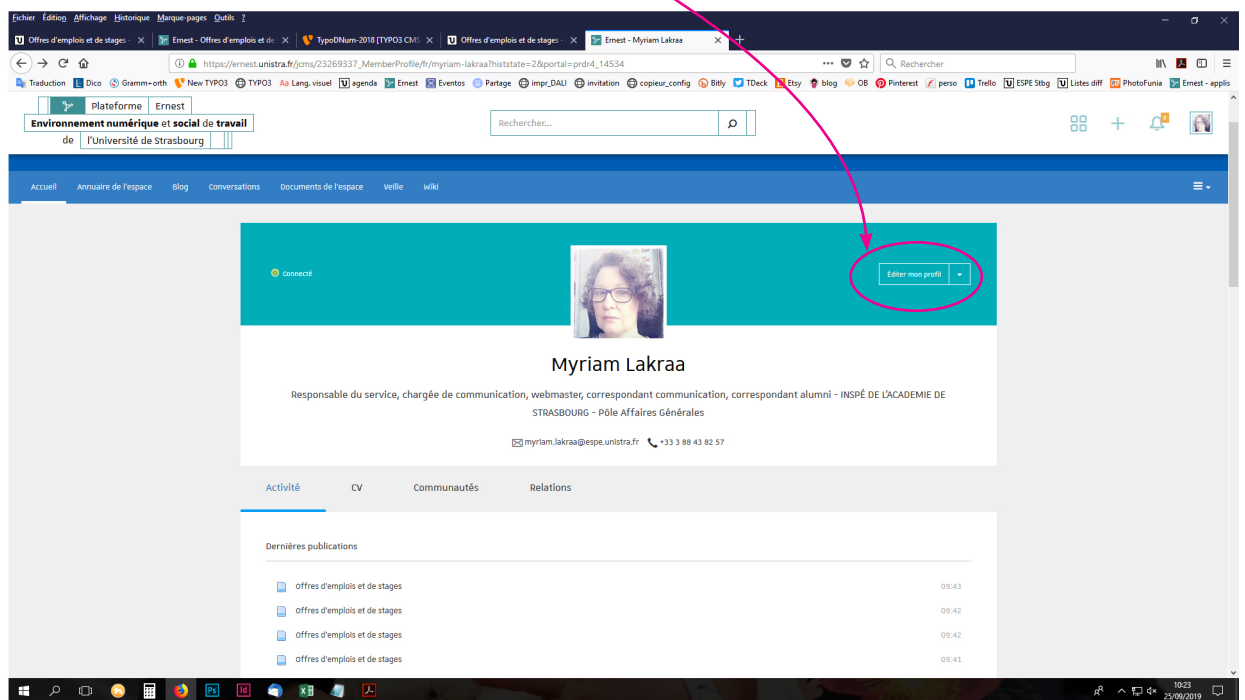 Fichier Édition Affichage Historique Marque-pages Outils ?
Offres d'emplois et de stages - Ernest - Offres d'emplois et de TypoDNum-2018 [TYPO3 CMS Offres d'emplois et de stages - Ernest - Myriam Lakraa
https://ernest.unistra.fr/jcms/23269337_MemberProfile/fr/myriam-lakraa?histstate=2&portal=prdr4_14534 Rechercher
Traduction Dico Gramm+orth New TYPO3 TYPO3 Aa Lang. visuel agenda Ernest Eventos Partage impr_DALI invitation copieur_config Bitly TDeck Etsy blog OB Pinterest perso Trello ESPE Stbg Listes diff PhotoFunia Ernest - applis
Plateforme Ernest
Environnement numérique et social de travail
de l'Université de Strasbourg
Rechercher...
Accueil Annuaire de l'espace Blog Conversations Documents de l'espace Veille Wiki
Connecté
Éditer mon profil
Myriam Lakraa
Responsable du service, chargée de communication, webmaster, correspondant communication, correspondant alumni - INSPÉ DE L'ACADEMIE DE
STRASBOURG - Pôle Affaires Générales
myriam.lakraa@espe.unistra.fr +33 3 88 43 82 57
Activité CV Communautés Relations
Dernières publications
Offres d'emplois et de stages 09:43
Offres d'emplois et de stages 09:42
Offres d'emplois et de stages 09:42
Offres d'emplois et de stages 09:41
10:23
25/09/2019